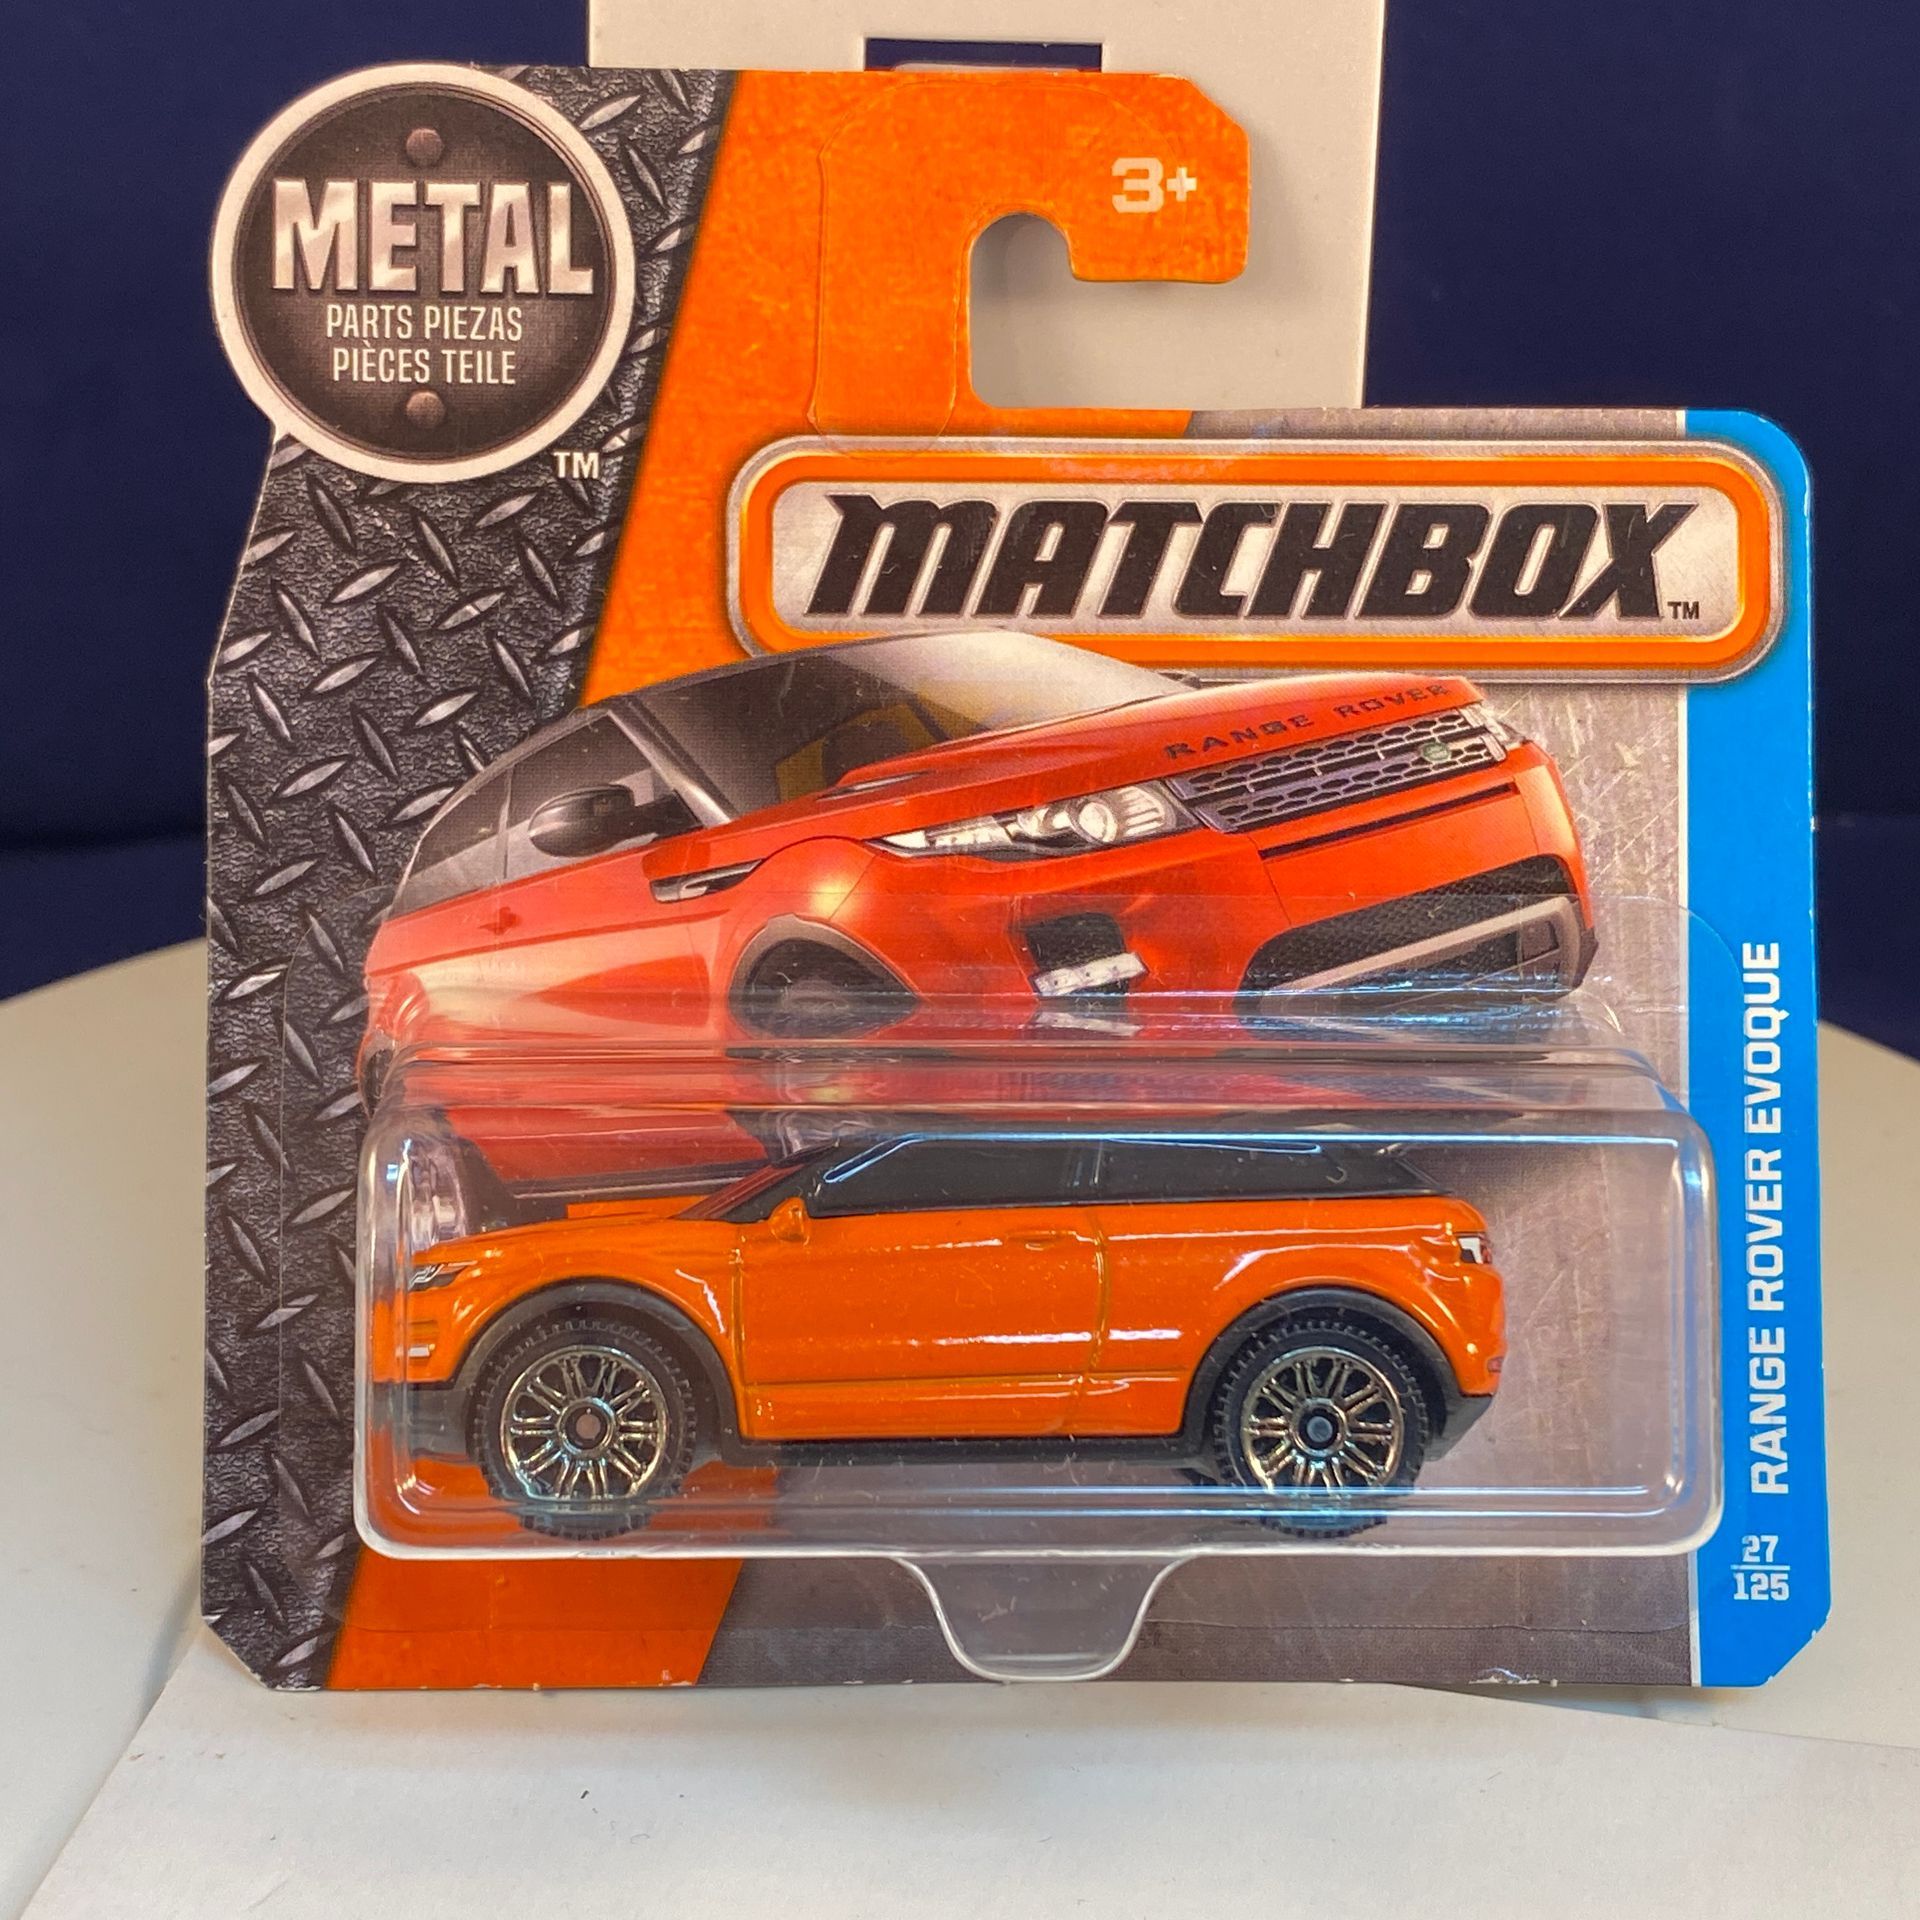 METAL
PARTS PIEZAS
PIÈCES TEILE
TM
3+
MATCHBOX TM
RANGE ROVER
RANGE ROVER EVOQUE
27
125